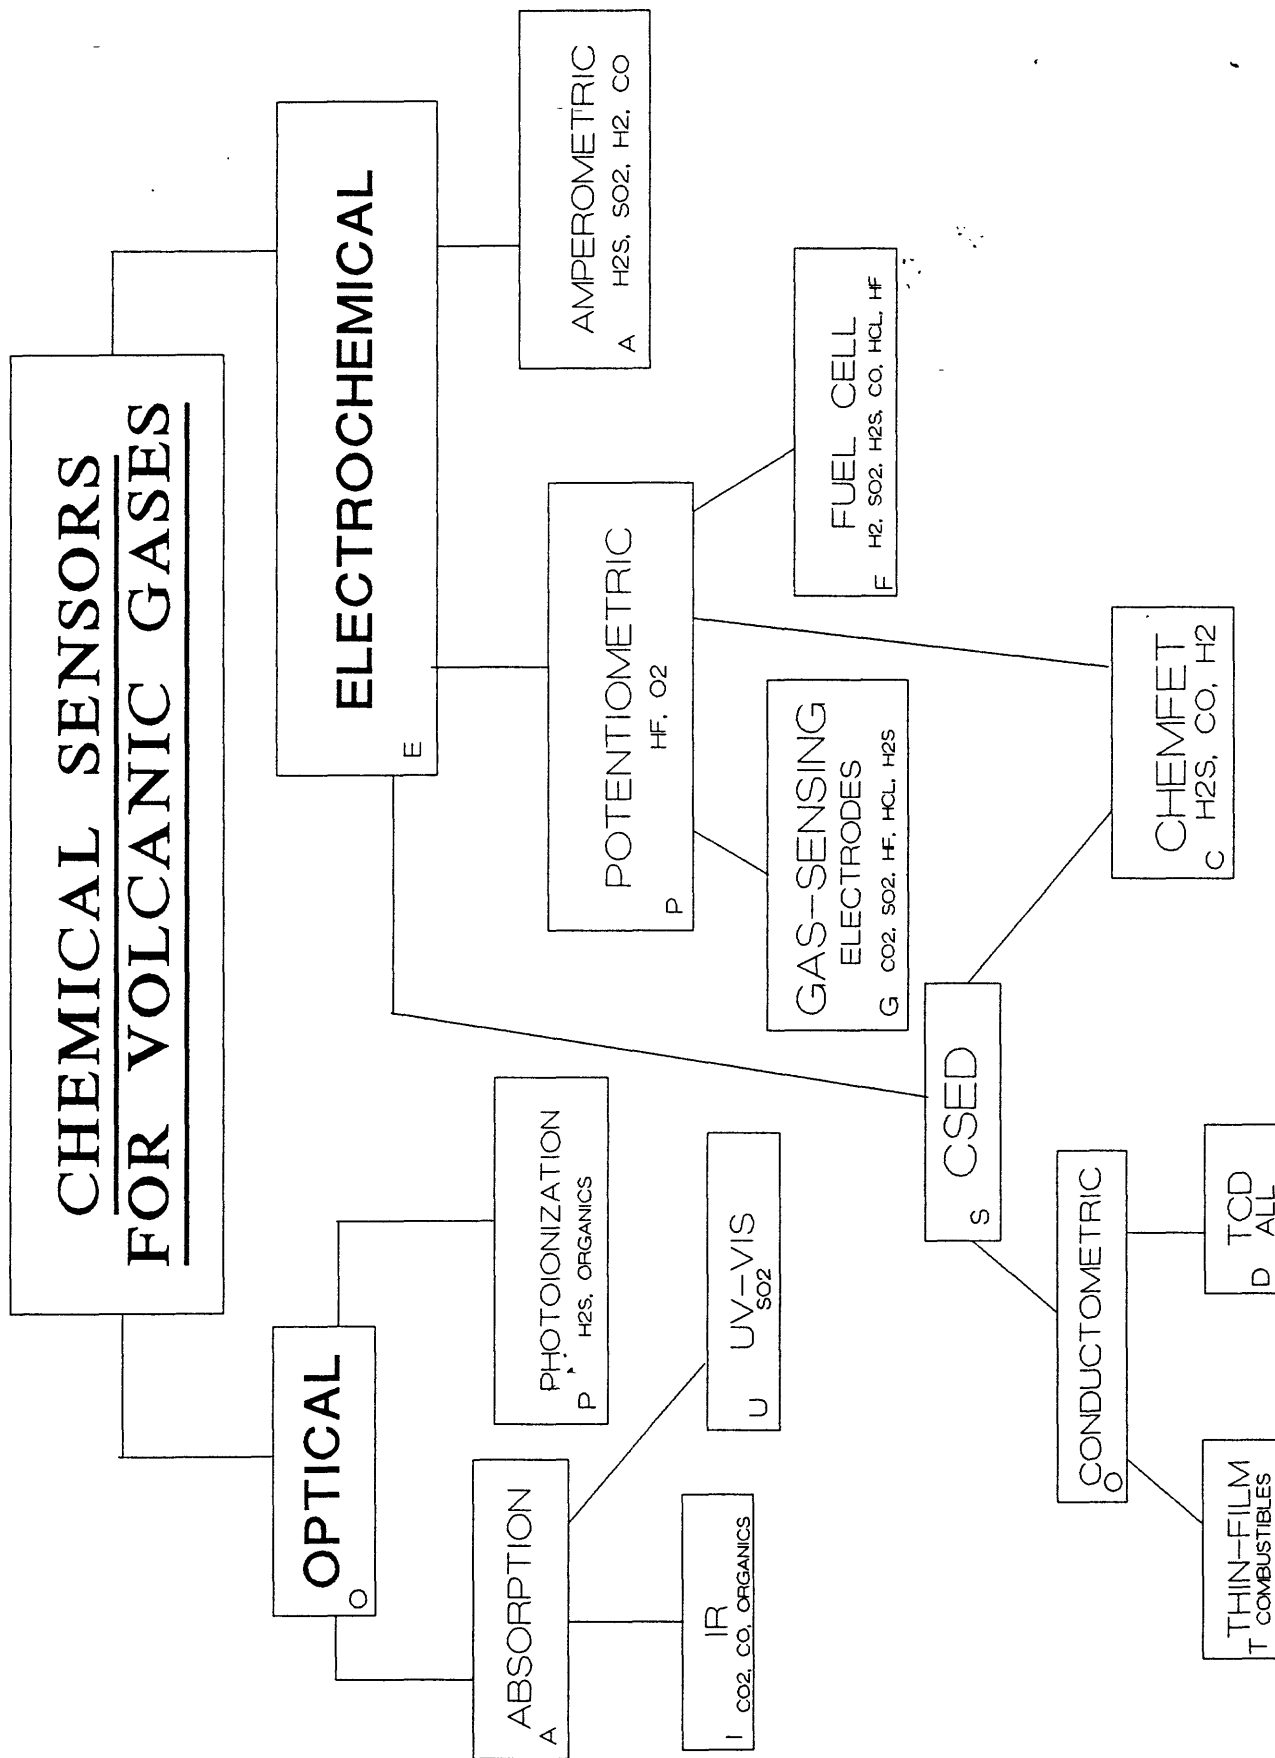 CHEMICAL SENSORS
FOR VOLCANIC GASES
OPTICAL
O
ELECTROCHEMICAL
E
ABSORPTION
A
PHOTOIONIZATION
P H2S, ORGANICS
POTENTIOMETRIC
HF, O2
P
AMPEROMETRIC
A H2S, SO2, H2, CO
IR
I CO2, CO, ORGANICS
UV-VIS
U SO2
GAS-SENSING
ELECTRODES
G CO2, SO2, HF, HCL, H2S
FUEL CELL
F H2, SO2, H2S, CO, HCL, HF
CSED
S
CONDUCTOMETRIC
O
CHEMFET
C H2S, CO, H2
THIN-FILM
T COMBUSTIBLES
TCD
D ALL